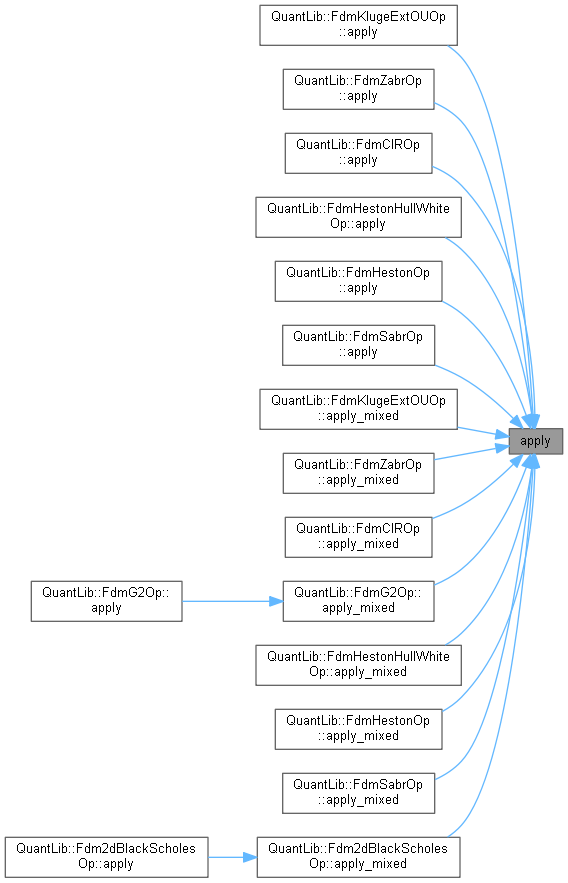 QuantLib::FdmKlugeExtOUOp
::apply
QuantLib::FdmZabrOp
::apply
QuantLib::FdmCIROp
::apply
QuantLib::FdmHestonHullWhite
Op::apply
QuantLib::FdmHestonOp
::apply
QuantLib::FdmSabrOp
::apply
QuantLib::FdmKlugeExtOUOp
::apply_mixed
apply
QuantLib::FdmZabrOp
::apply_mixed
QuantLib::FdmCIROp
::apply_mixed
QuantLib::FdmG2Op::
apply
QuantLib::FdmG2Op::
apply_mixed
QuantLib::FdmHestonHullWhite
Op::apply_mixed
QuantLib::FdmHestonOp
::apply_mixed
QuantLib::FdmSabrOp
::apply_mixed
QuantLib::Fdm2dBlackScholes
Op::apply
QuantLib::Fdm2dBlackScholes
Op::apply_mixed